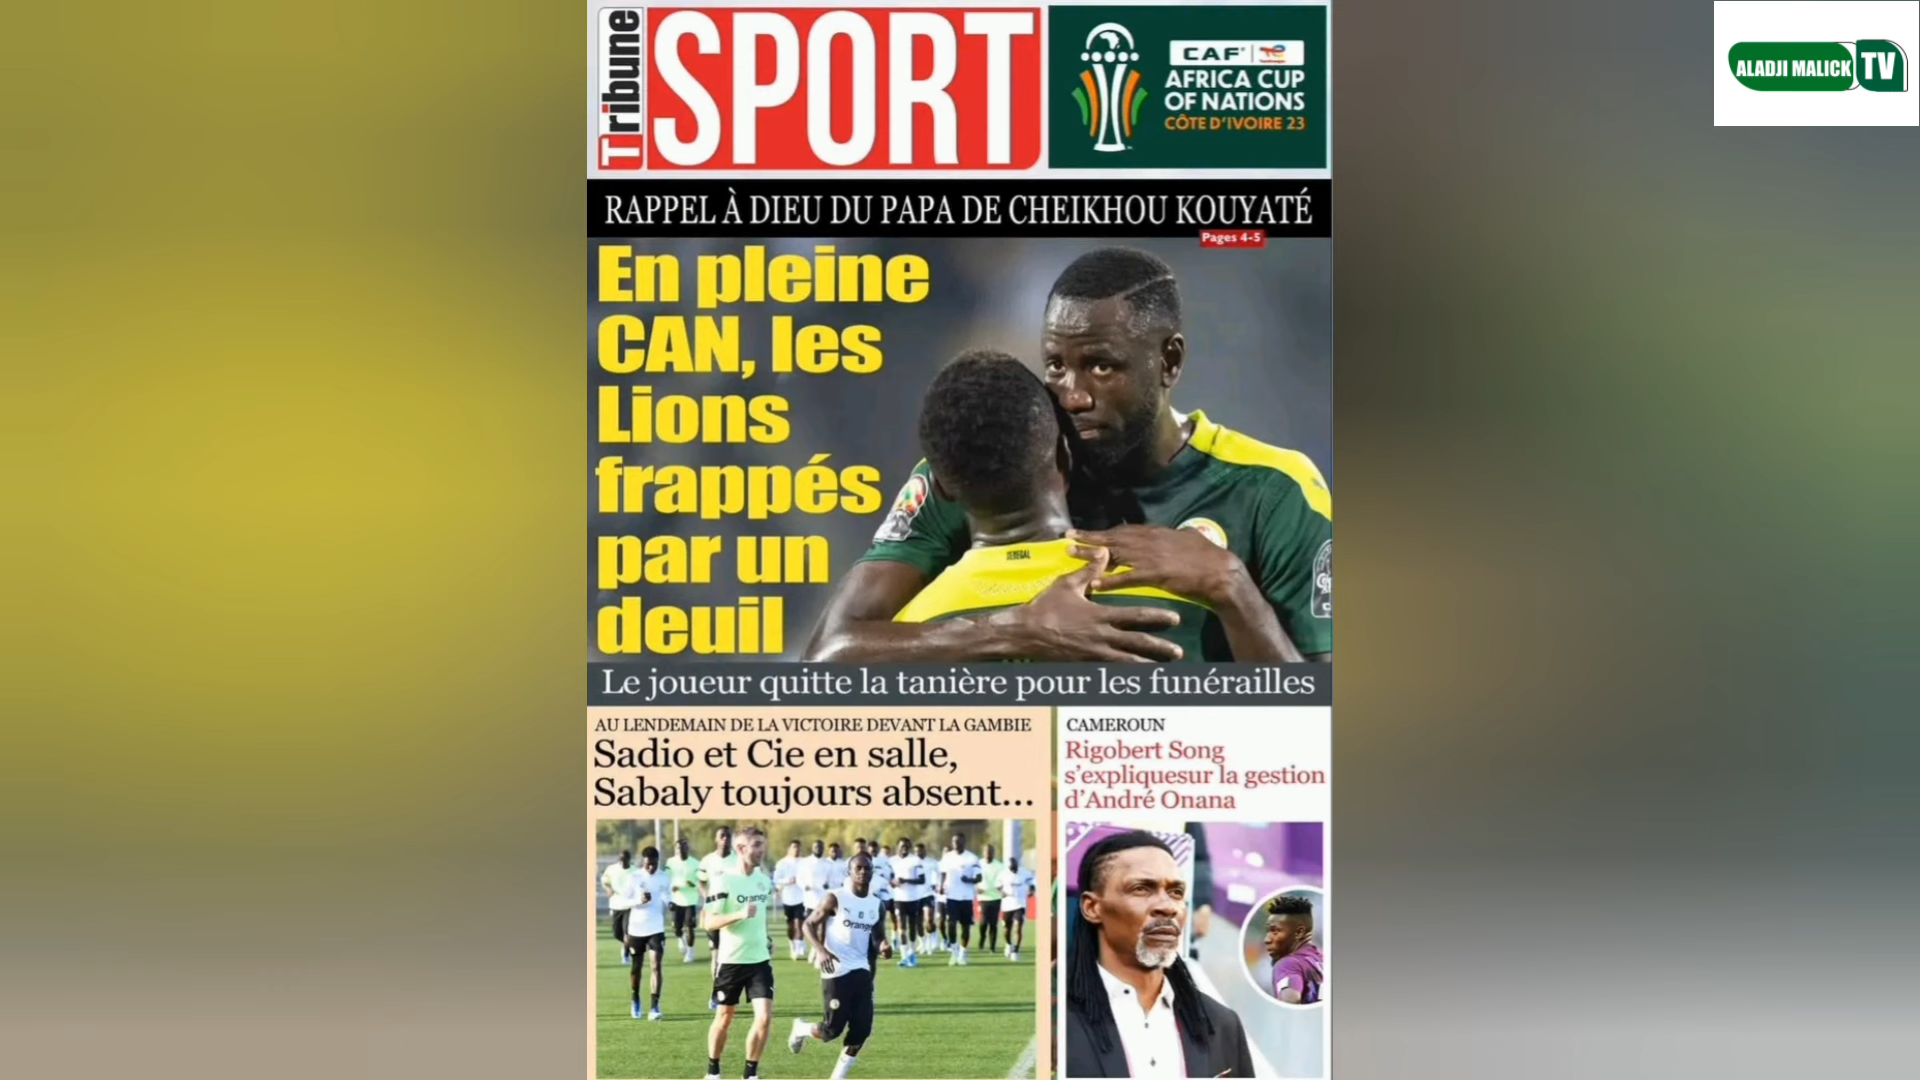 Tribune
SPORT
CAF
AFRICA CUP
OF NATIONS
CÔTE D'IVOIRE 23
ALADJI MALICK TV
RAPPEL À DIEU DU PAPA DE CHEIKHOU KOUYATÉ
Pages 4-5
En pleine
CAN, les
Lions
frappés
par un
deuil
SENEGAL
Le joueur quitte la tanière pour les funérailles
AU LENDEMAIN DE LA VICTOIRE DEVANT LA GAMBIE
Sadio et Cie en salle,
Sabaly toujours absent...
Orange
Orange
CAMEROUN
Rigobert Song
s'expliquesur la gestion
d'André Onana